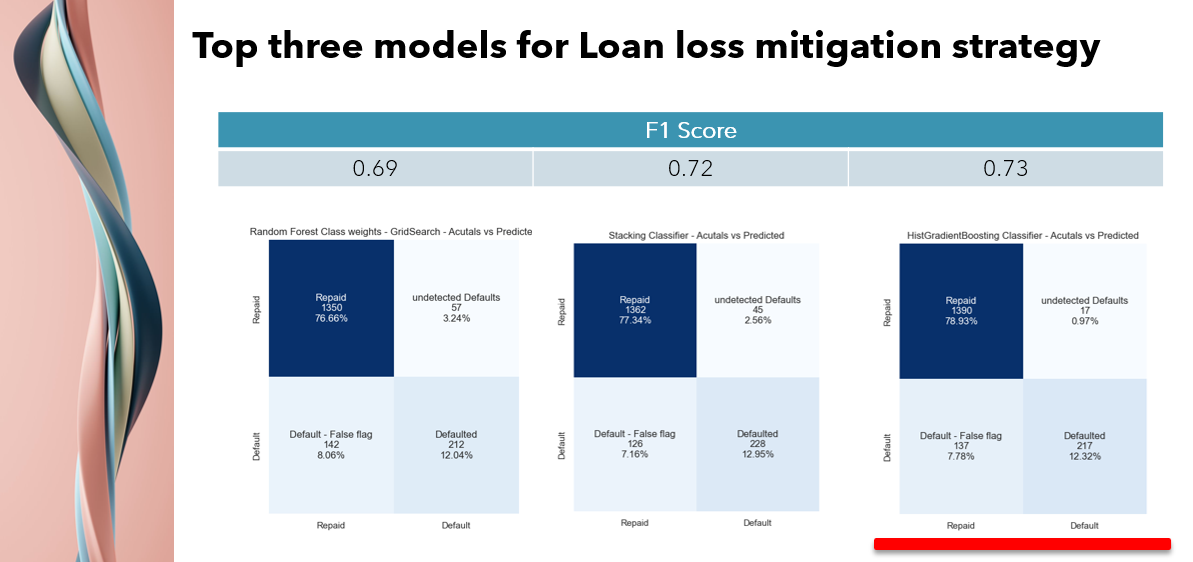 Top three models for Loan loss mitigation strategy
F1 Score
0.69
0.72
0.73
Random Forest Class weights - GridSearch - Acutals vs Predicte
Repaid
Repaid
1350
76.66%
undetected Defaults
57
3.24%
Default
Default - False flag
142
8.06%
Defaulted
212
12.04%
Repaid
Default
Stacking Classifier - Acutals vs Predicted
Repaid
Repaid
1362
77.34%
undetected Defaults
45
2.56%
Default
Default - False flag
126
7.16%
Defaulted
228
12.95%
Repaid
Default
HistGradientBoosting Classifier - Acutals vs Predicted
Repaid
Repaid
1390
78.93%
undetected Defaults
17
0.97%
Default
Default - False flag
137
7.78%
Defaulted
217
12.32%
Repaid
Default